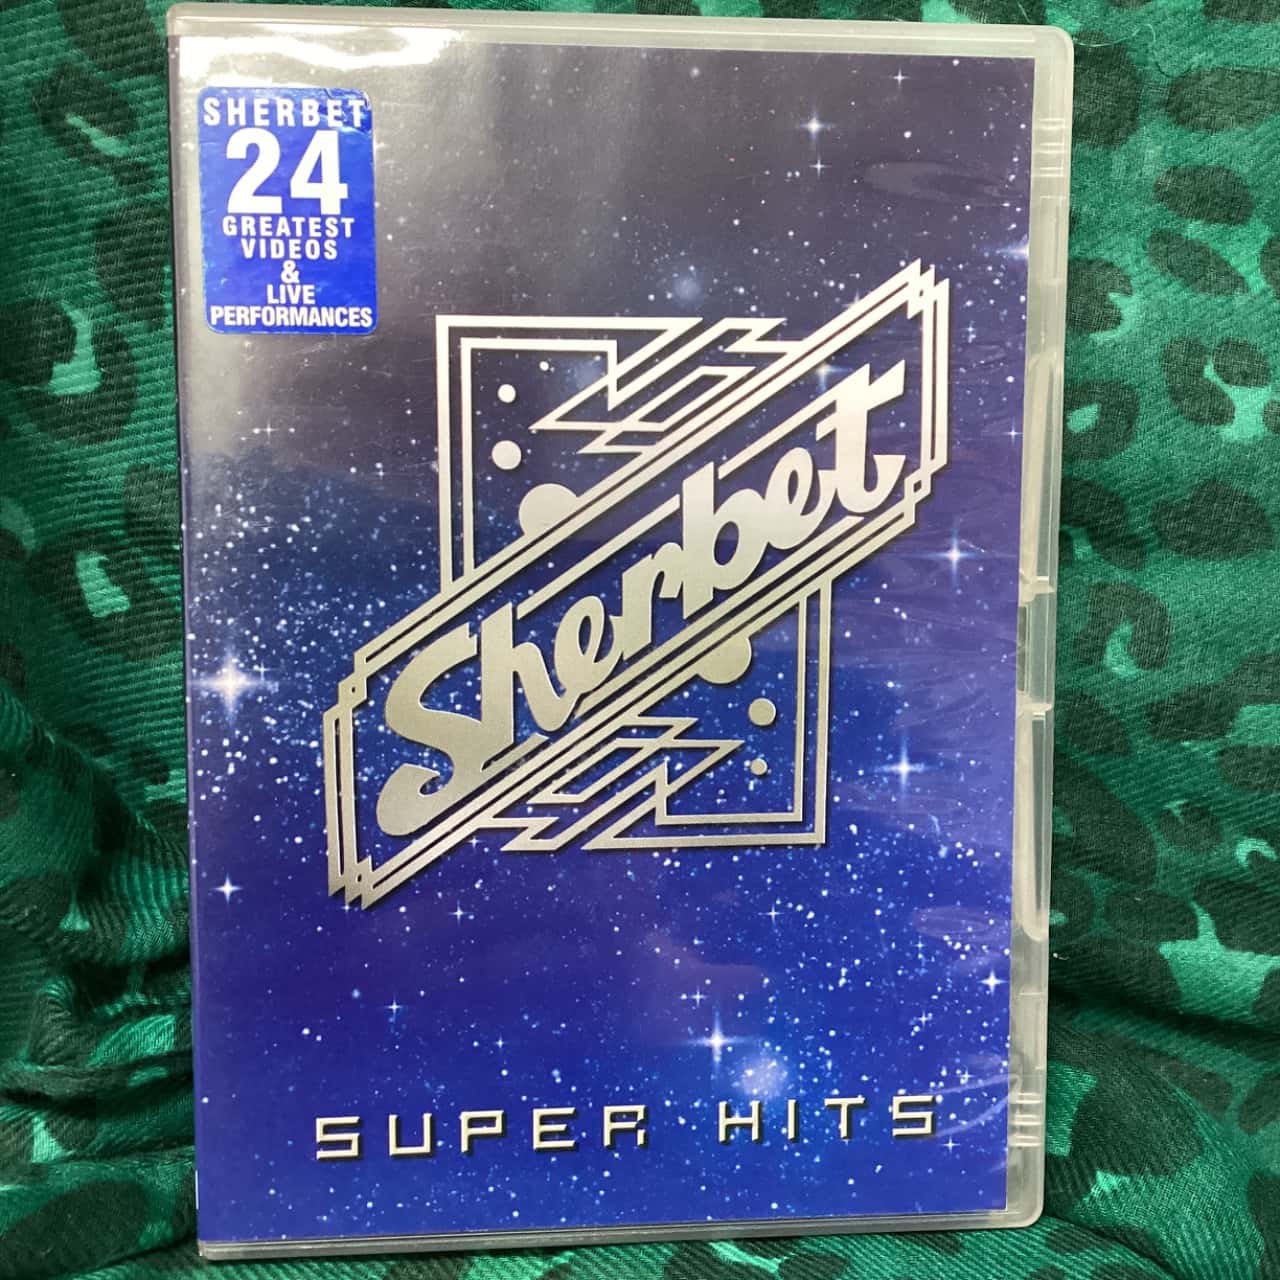 SHERBET
24
GREATEST
VIDEOS
&
LIVE
PERFORMANCES
Sherbet
SUPER HITS